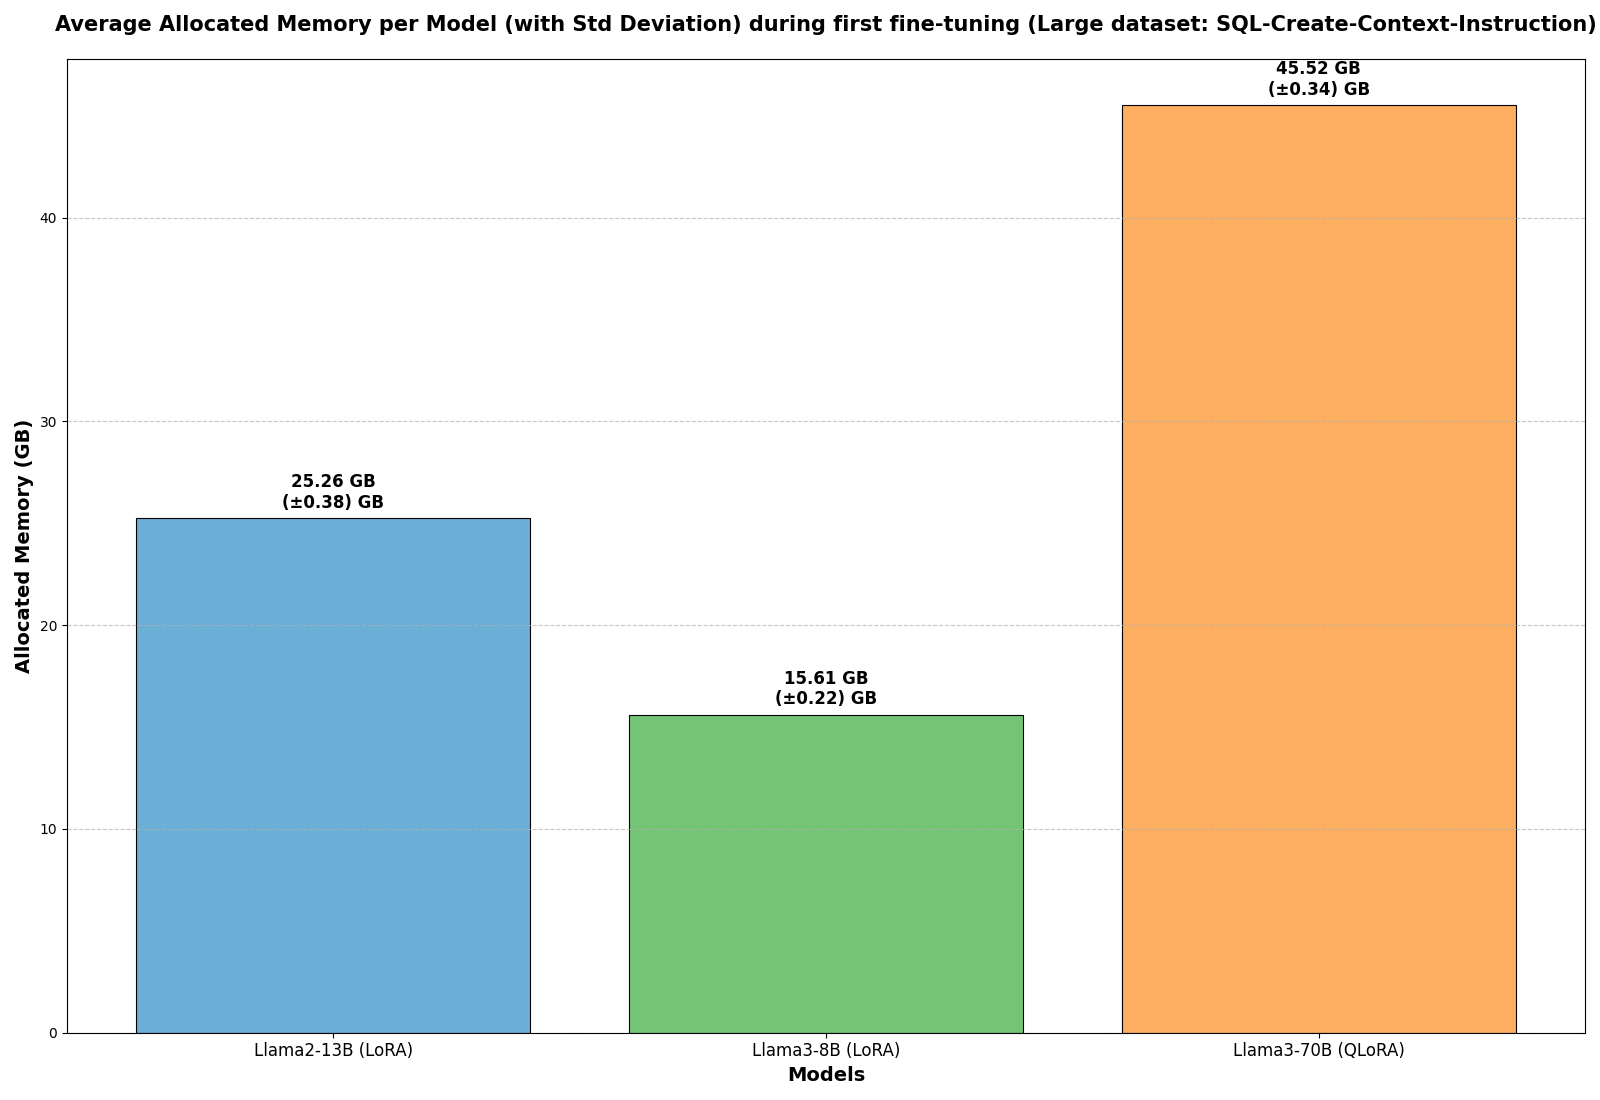 Average Allocated Memory per Model (with Std Deviation) during first fine-tuning (Large dataset: SQL-Create-Context-Instruction)
45.52 GB
(±0.34) GB
40
30
25.26 GB
(±0.38) GB
20
15.61 GB
(±0.22) GB
10
0
Allocated Memory (GB)
Llama2-13B (LoRA)
Llama3-8B (LoRA)
Llama3-70B (QLoRA)
Models